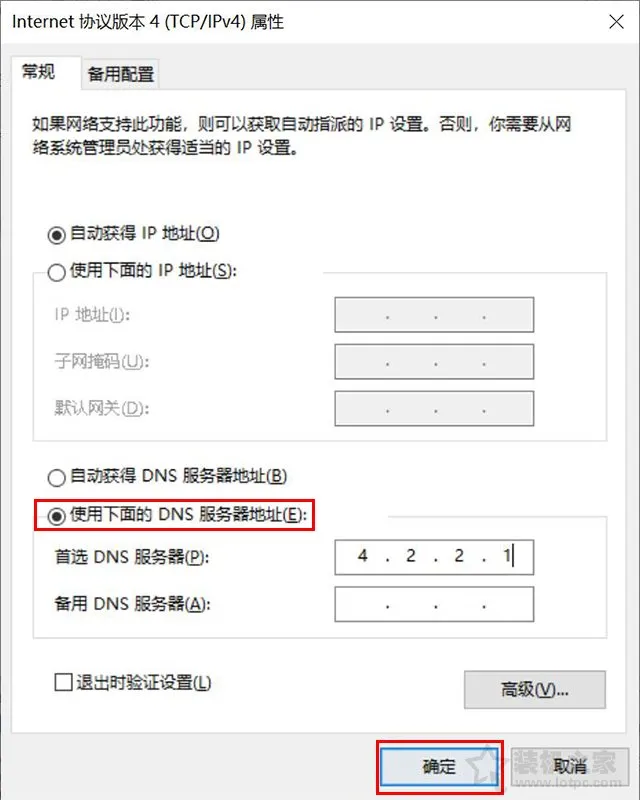 Internet 协议版本 4 (TCP/IPv4) 属性
常规
备用配置
如果网络支持此功能，则可以获取自动指派的 IP 设置。否则，你需要从网
络系统管理员处获得适当的 IP 设置。
自动获得 IP 地址(O)
使用下面的 IP 地址(S):
IP 地址(I):
. . .
子网掩码(U):
. . .
默认网关(D):
. . .
自动获得 DNS 服务器地址(B)
使用下面的 DNS 服务器地址(E):
首选 DNS 服务器(P):
4 . 2 . 2 . 1
备用 DNS 服务器(A):
. . .
退出时验证设置(L)
高级(V)...
确定
取消
装机之家
www.lotpc.com